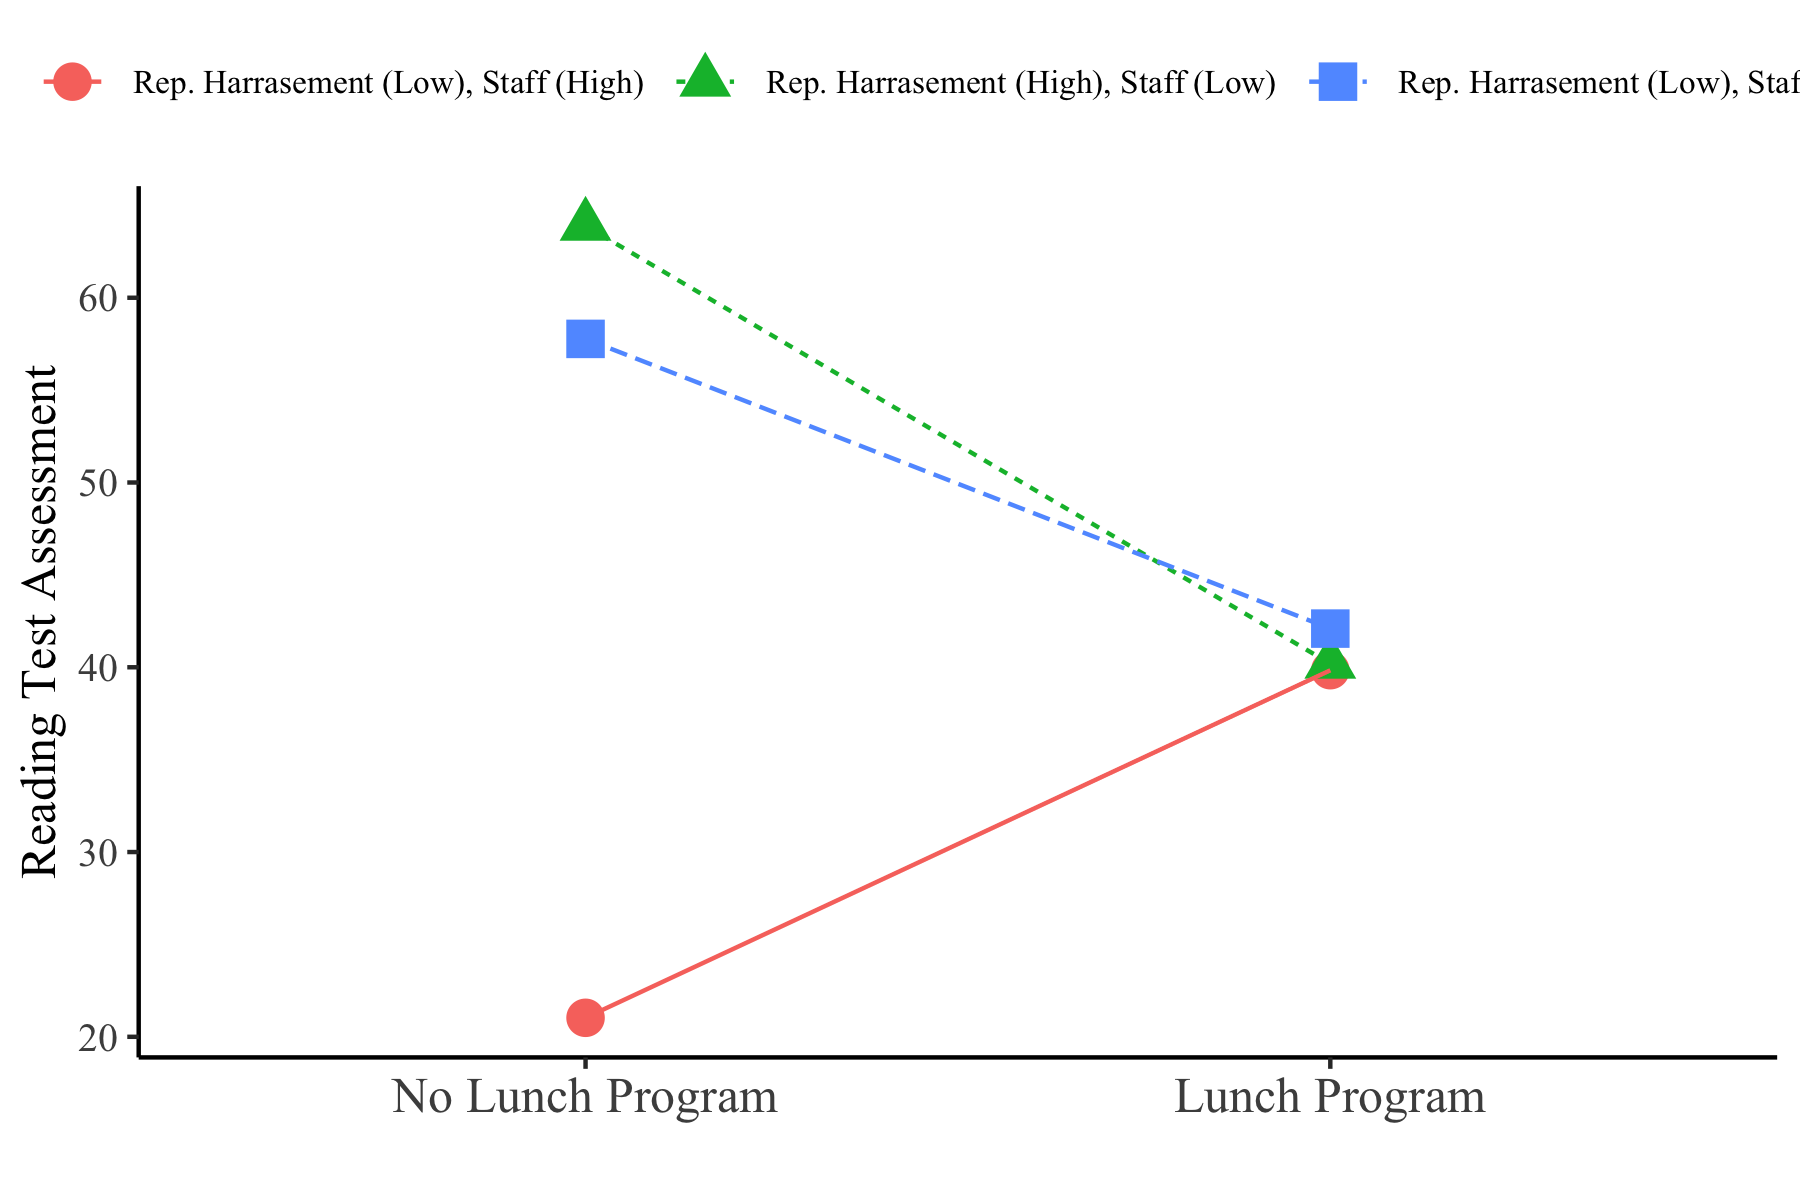 Rep. Harrasement (Low), Staff (High)
Rep. Harrasement (High), Staff (Low)
Rep. Harrasement (Low), Staf
Reading Test Assessment
60
50
40
30
20
No Lunch Program
Lunch Program